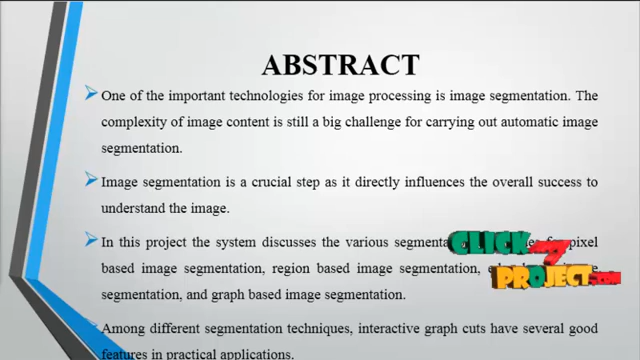 ABSTRACT
One of the important technologies for image processing is image segmentation. The
complexity of image content is still a big challenge for carrying out automatic image
segmentation.
Image segmentation is a crucial step as it directly influences the overall success to
understand the image.
In this project the system discusses the various pixel
based image segmentation, region based image segmentation,
segmentation, and graph based image segmentation.
Among different segmentation techniques, interactive graph cuts have several good
features in practical applications.
CLICK
PROJECT.com